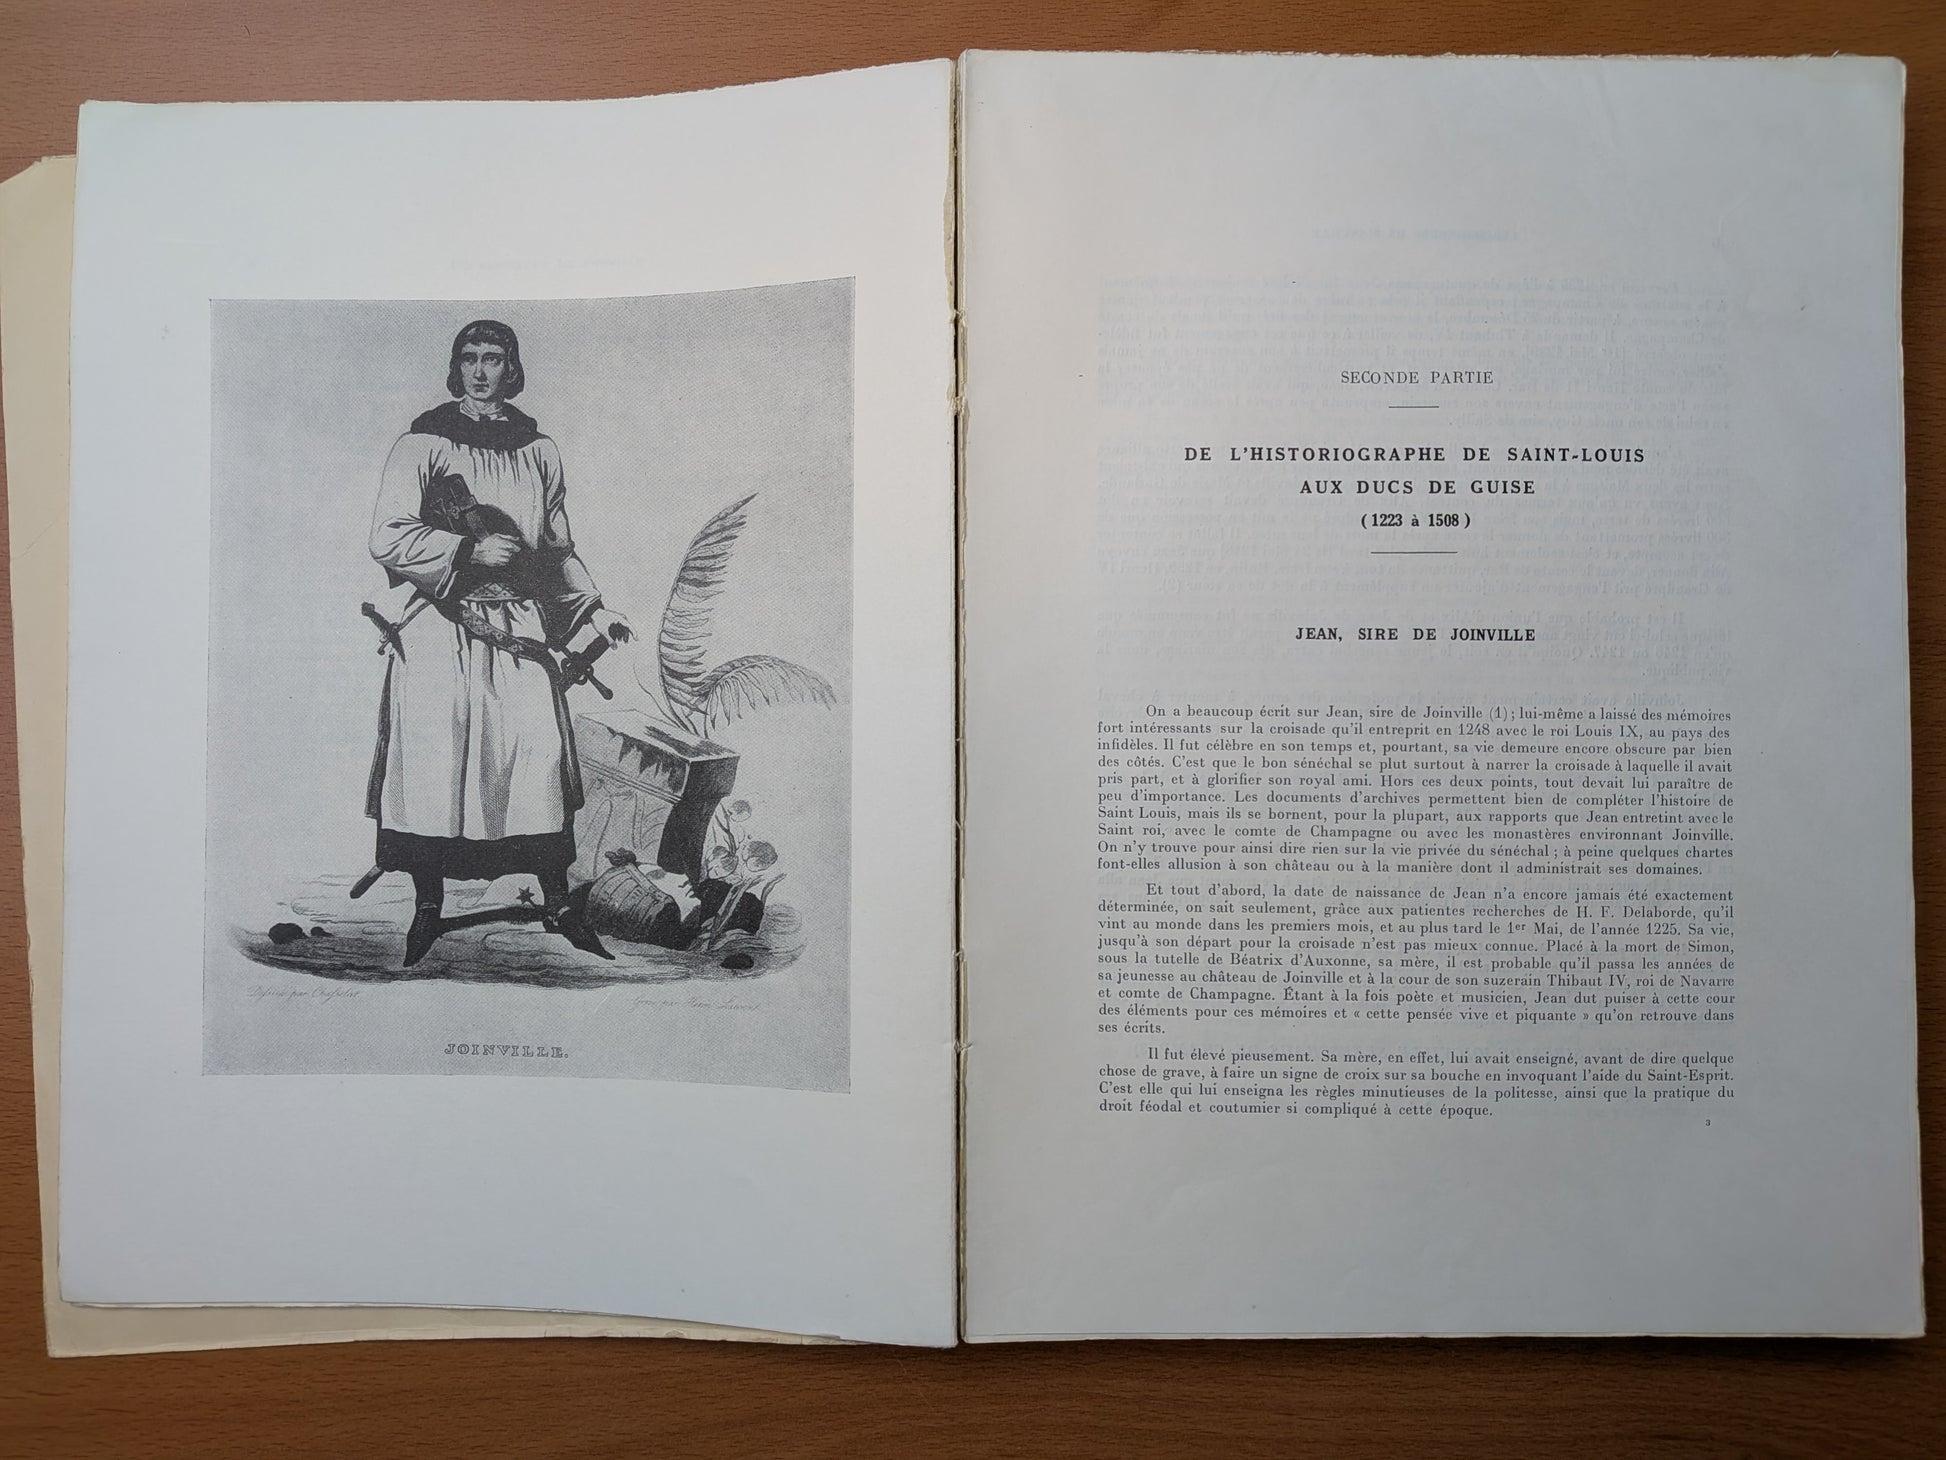 JOINVILLE.
SECONDE PARTIE
DE L'HISTORIOGRAPHE DE SAINT-LOUIS
AUX DUCS DE GUISE
( 1223 à 1508 )
JEAN, SIRE DE JOINVILLE
On a beaucoup écrit sur Jean, sire de Joinville (1) ; lui-même a laissé des mémoires
fort intéressants sur la croisade qu'il entreprit en 1248 avec le roi Louis IX, au pays des
infidèles. Il fut célèbre en son temps et, pourtant, sa vie demeure encore obscure par bien
des côtés. C'est que le bon sénéchal se plut surtout à narrer la croisade à laquelle il avait
pris part, et à glorifier son royal ami. Hors ces deux points, tout devait lui paraître de
peu d'importance. Les documents d'archives permettent bien de compléter l'histoire de
Saint Louis, mais ils se bornent, pour la plupart, aux rapports que Jean entretint avec le
Saint roi, avec le comte de Champagne ou avec les monastères environnant Joinville.
On n'y trouve pour ainsi dire rien sur la vie privée du sénéchal ; à peine quelques chartes
font-elles allusion à son château ou à la manière dont il administrait ses domaines.
Et tout d'abord, la date de naissance de Jean n'a encore jamais été exactement
déterminée, on sait seulement, grâce aux patientes recherches de H. F. Delaborde, qu'il
vint au monde dans les premiers mois, et au plus tard le 1er Mai, de l'année 1225. Sa vie,
jusqu'à son départ pour la croisade n'est pas mieux connue. Placé à la mort de Simon,
sous la tutelle de Béatrix d'Auxonne, sa mère, il est probable qu'il passa les années de
sa jeunesse au château de Joinville et à la cour de son suzerain Thibaut IV, roi de Navarre
et comte de Champagne. Étant à la fois poète et musicien, Jean dut puiser à cette cour
des éléments pour ces mémoires et « cette pensée vive et piquante » qu'on retrouve dans
ses écrits.
Il fut élevé pieusement. Sa mère, en effet, lui avait enseigné, avant de dire quelque
chose de grave, à faire un signe de croix sur sa bouche en invoquant l'aide du Saint-Esprit.
C'est elle qui lui enseigna les règles minutieuses de la politesse, ainsi que la pratique du
droit féodal et coutumier si compliqué à cette époque.
3